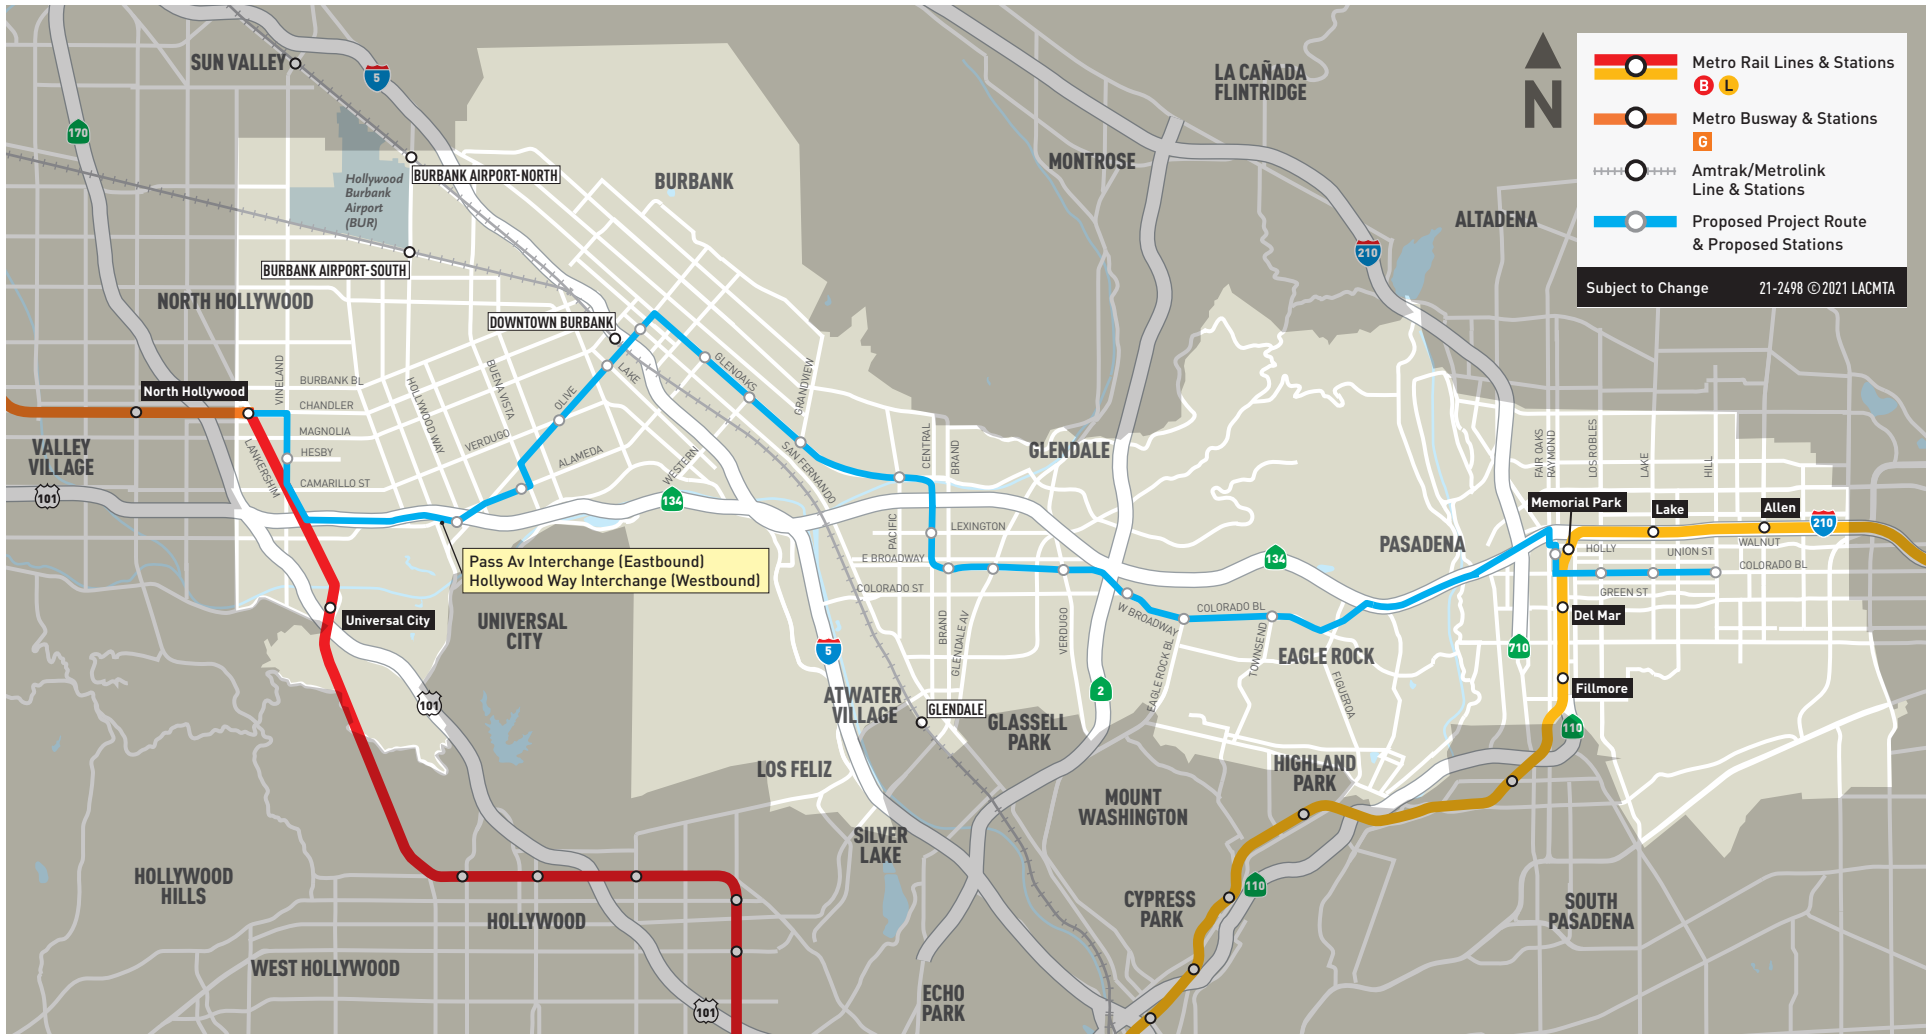 SUN VALLEY
5
170
Hollywood
Burbank
Airport
(BUR)
BURBANK AIRPORT-NORTH
BURBANK
BURBANK AIRPORT-SOUTH
NORTH HOLLYWOOD
DOWNTOWN BURBANK
LA CAÑADA
FLINTRIDGE
MONTROSE
ALTADENA
210
N
Metro Rail Lines & Stations
B L
Metro Busway & Stations
G
Amtrak/Metrolink
Line & Stations
Proposed Project Route
& Proposed Stations
Subject to Change
21-2498 ©2021 LACMTA
North Hollywood
VINELAND
BURBANK BL
CHANDLER
MAGNOLIA
HESBY
CAMARILLO ST
LANKERSHIM
HOLLYWOOD WAY
BUENA VISTA
VERDUGO
OLIVE
ALAMEDA
LAKE
GLENOAKS
GRANDVIEW
WESTERN
SAN FERNANDO
VALLEY
VILLAGE
101
134
Pass Av Interchange (Eastbound)
Hollywood Way Interchange (Westbound)
UNIVERSAL
CITY
Universal City
101
CENTRAL
BRAND
GLENDALE
PACIFIC
LEXINGTON
E BROADWAY
COLORADO ST
BRAND
GLENDALE AV
VERDUGO
W BROADWAY
EAGLE ROCK BL
COLORADO BL
TOWNSEND
EAGLE ROCK
FIGUEROA
134
PASADENA
FAIR OAKS
RAYMOND
LOS ROBLES
LAKE
HILL
Memorial Park
Lake
Allen
210
HOLLY
UNION ST
WALNUT
COLORADO BL
GREEN ST
Del Mar
710
Fillmore
110
5
2
ATWATER
VILLAGE
GLENDALE
GLASSELL
PARK
LOS FELIZ
HIGHLAND
PARK
MOUNT
WASHINGTON
SILVER
LAKE
CYPRESS
PARK
110
SOUTH
PASADENA
HOLLYWOOD
HILLS
HOLLYWOOD
WEST HOLLYWOOD
101
ECHO
PARK